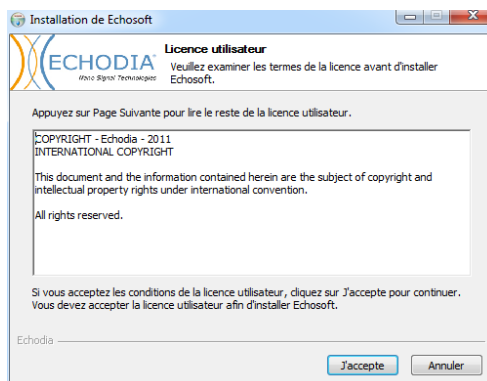 Installation de Echosoft
ECHODIA
Nano Signal Technologies
Licence utilisateur
Veuillez examiner les termes de la licence avant d'installer
Echosoft.
Appuyez sur Page Suivante pour lire le reste de la licence utilisateur.
COPYRIGHT - Echodia - 2011
INTERNATIONAL COPYRIGHT
This document and the information contained herein are the subject of copyright and
intellectual property rights under international convention.
All rights reserved.
Si vous acceptez les conditions de la licence utilisateur, cliquez sur J'accepte pour continuer.
Vous devez accepter la licence utilisateur afin d'installer Echosoft.
Echodia
J'accepte
Annuler